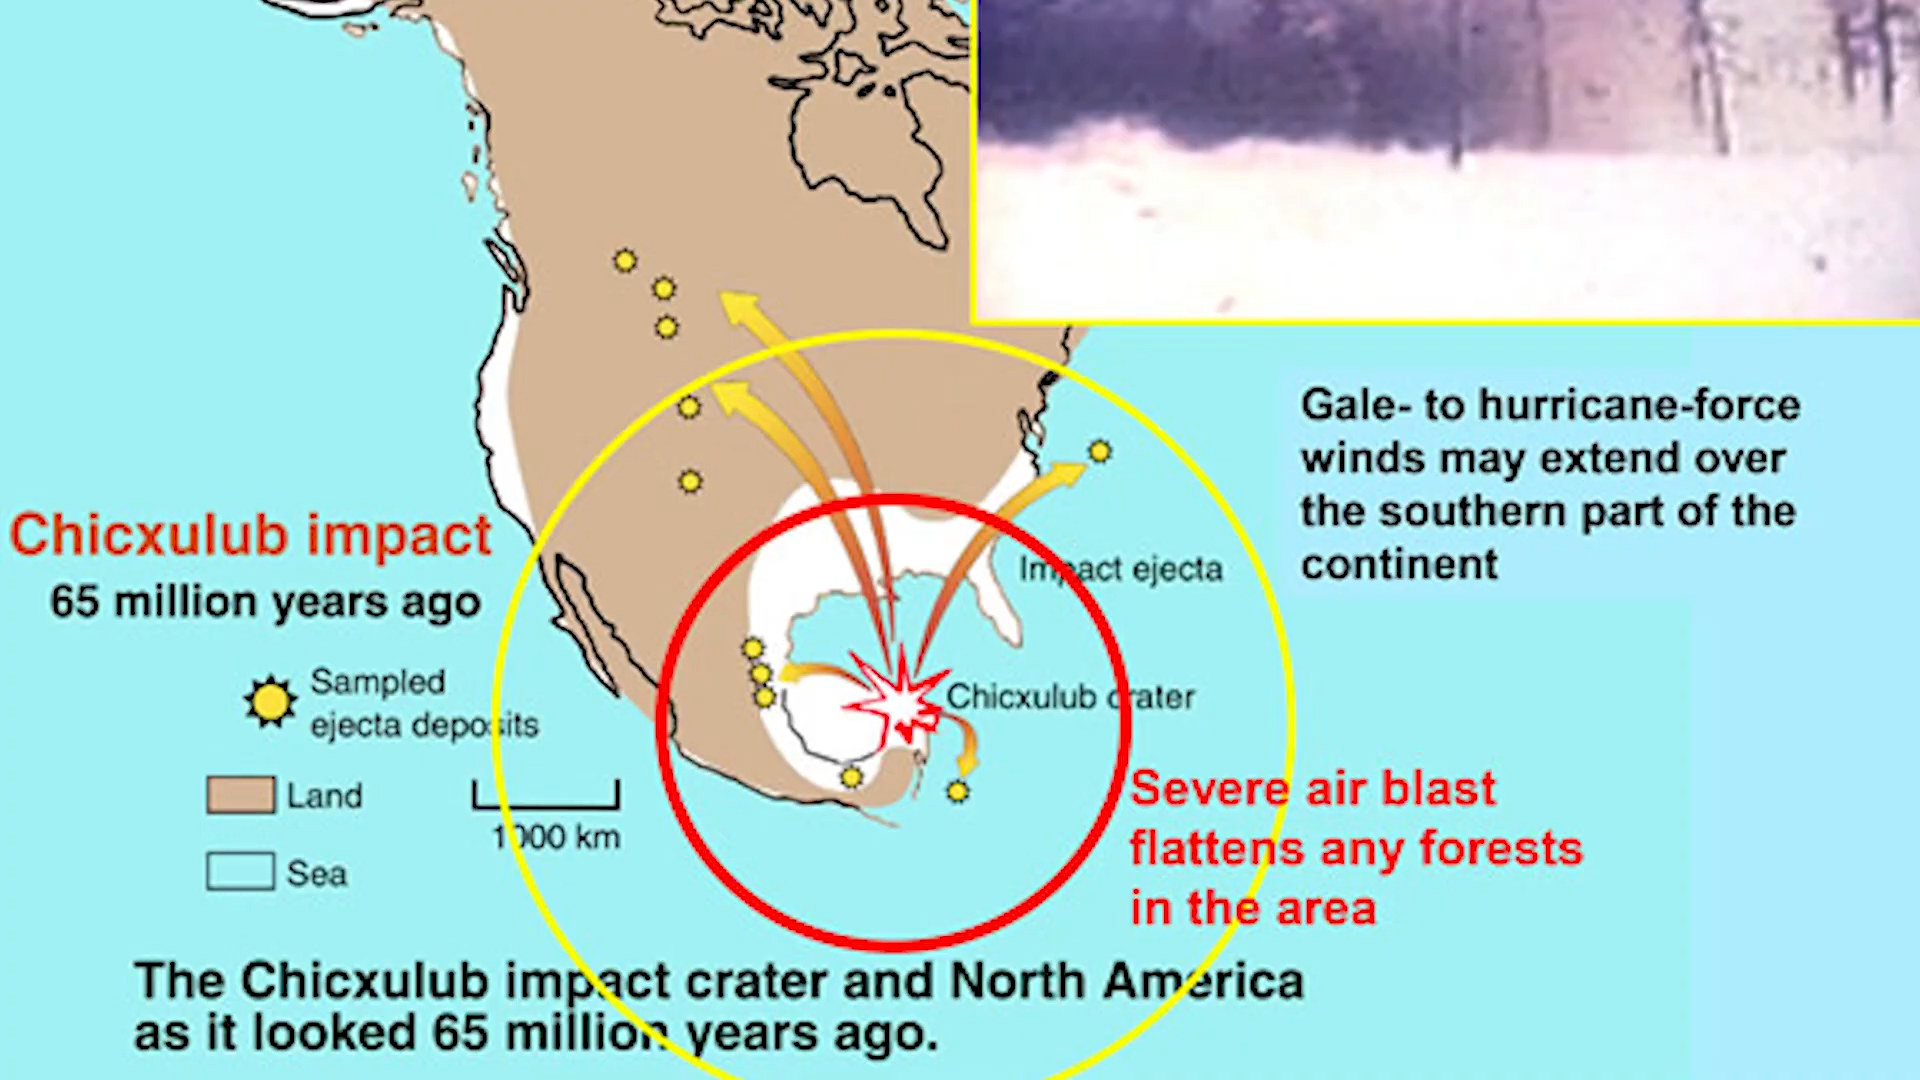 Gale- to hurricane-force
winds may extend over
the southern part of the
continent
Chicxulub impact
65 million years ago
Impact ejecta
Sampled
ejecta deposits
Chicxulub crater
Land
1000 km
Sea
Severe air blast
flattens any forests
in the area
The Chicxulub impact crater and North America
as it looked 65 million years ago.